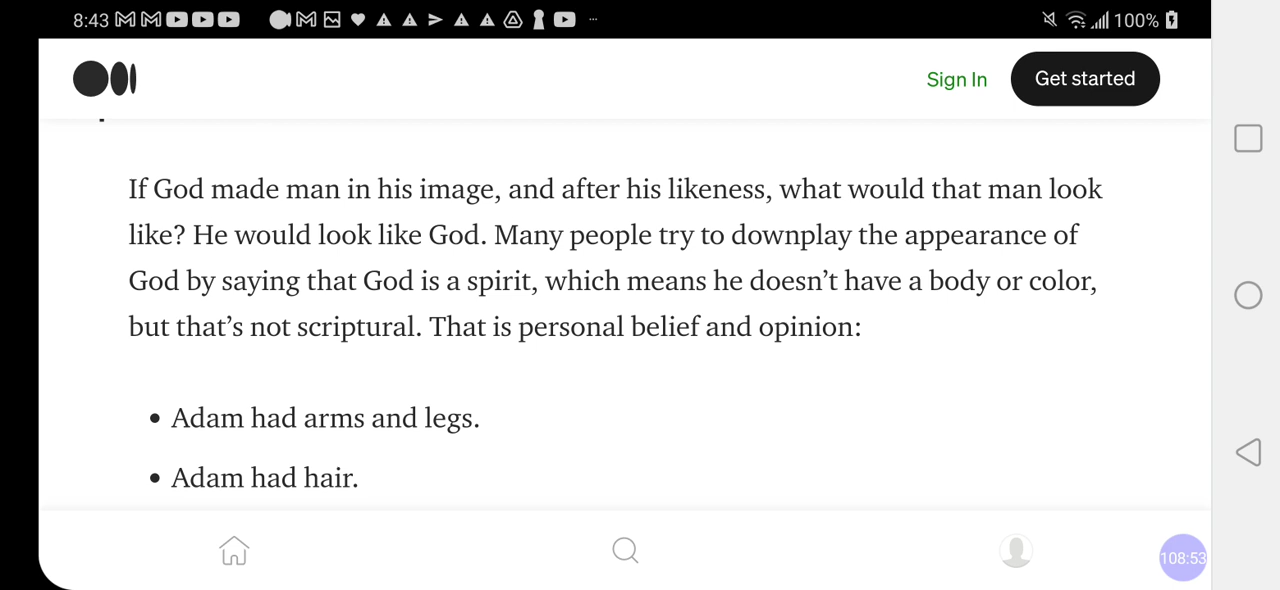 8:43
100%
Sign In
Get started
If God made man in his image, and after his likeness, what would that man look
like? He would look like God. Many people try to downplay the appearance of
God by saying that God is a spirit, which means he doesn’t have a body or color,
but that’s not scriptural. That is personal belief and opinion:
• Adam had arms and legs.
• Adam had hair.
108:53